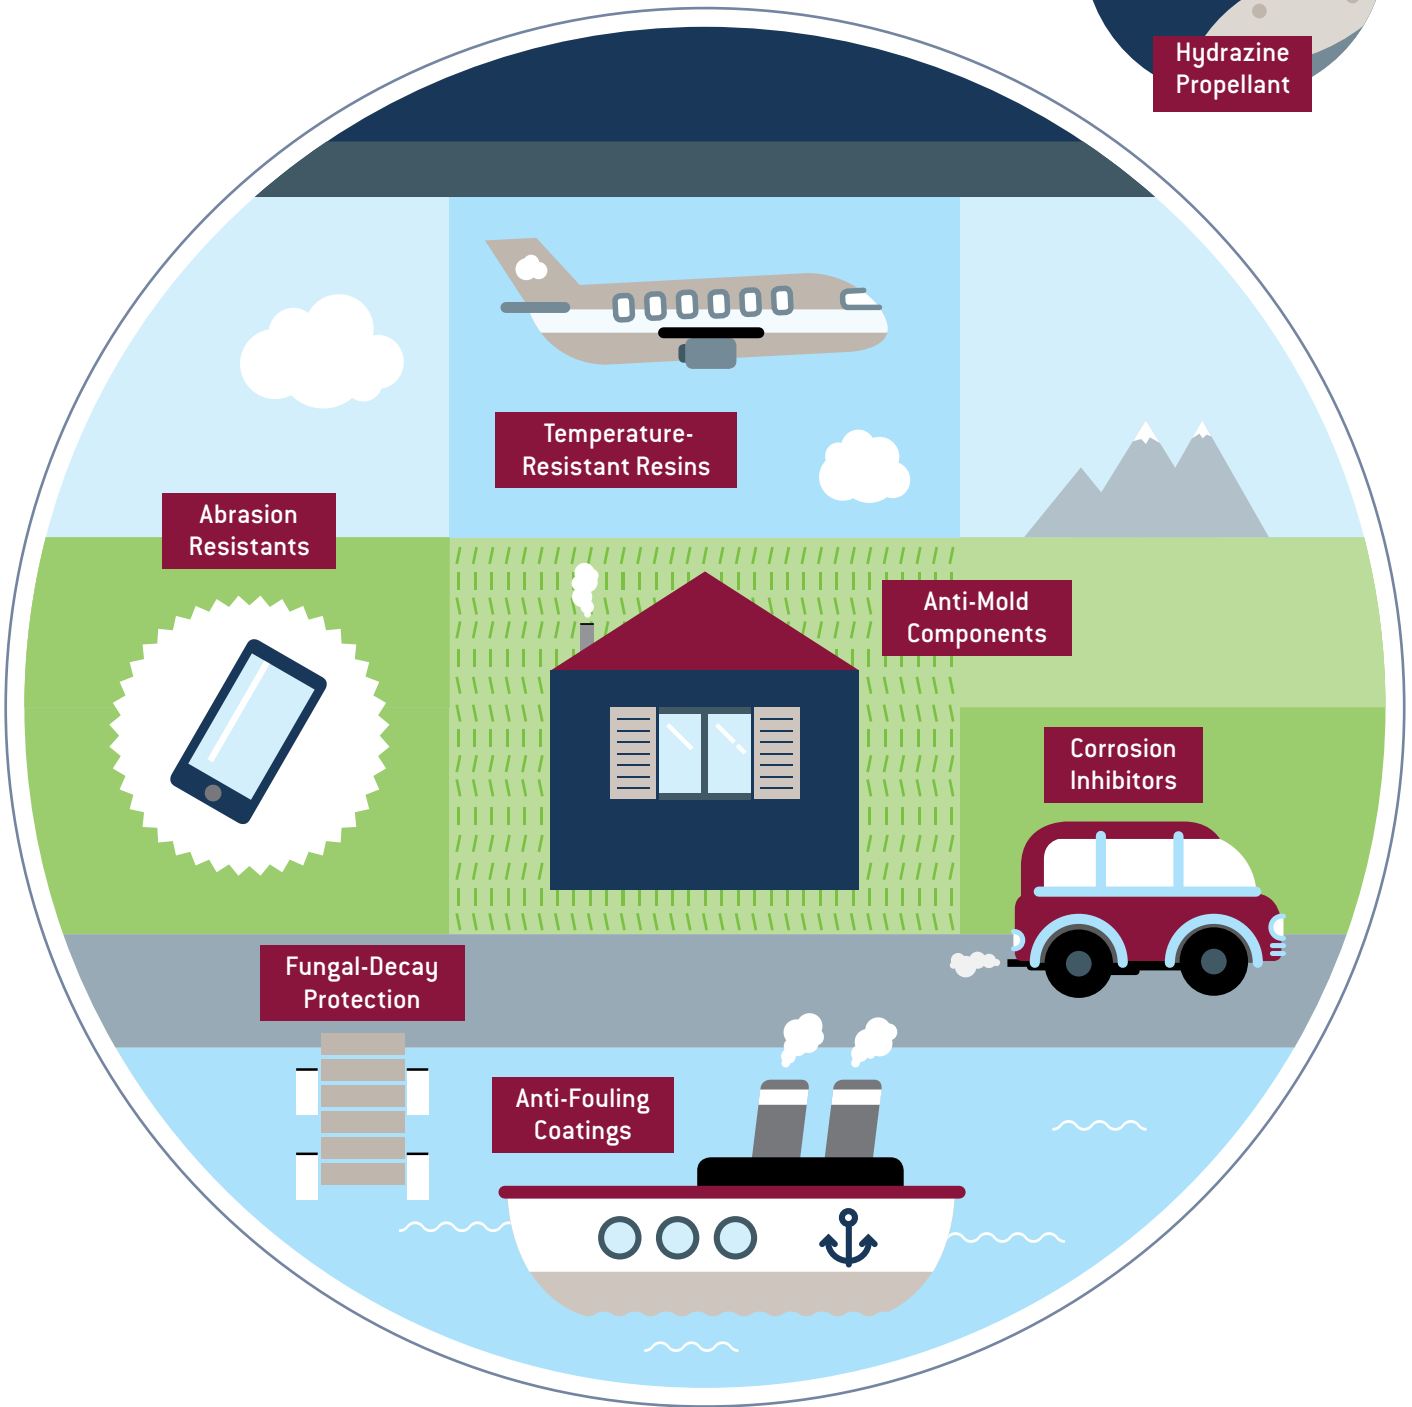 Hydrazine
Propellant
Temperature-
Resistant Resins
Abrasion
Resistants
Anti-Mold
Components
Corrosion
Inhibitors
Fungal-Decay
Protection
Anti-Fouling
Coatings